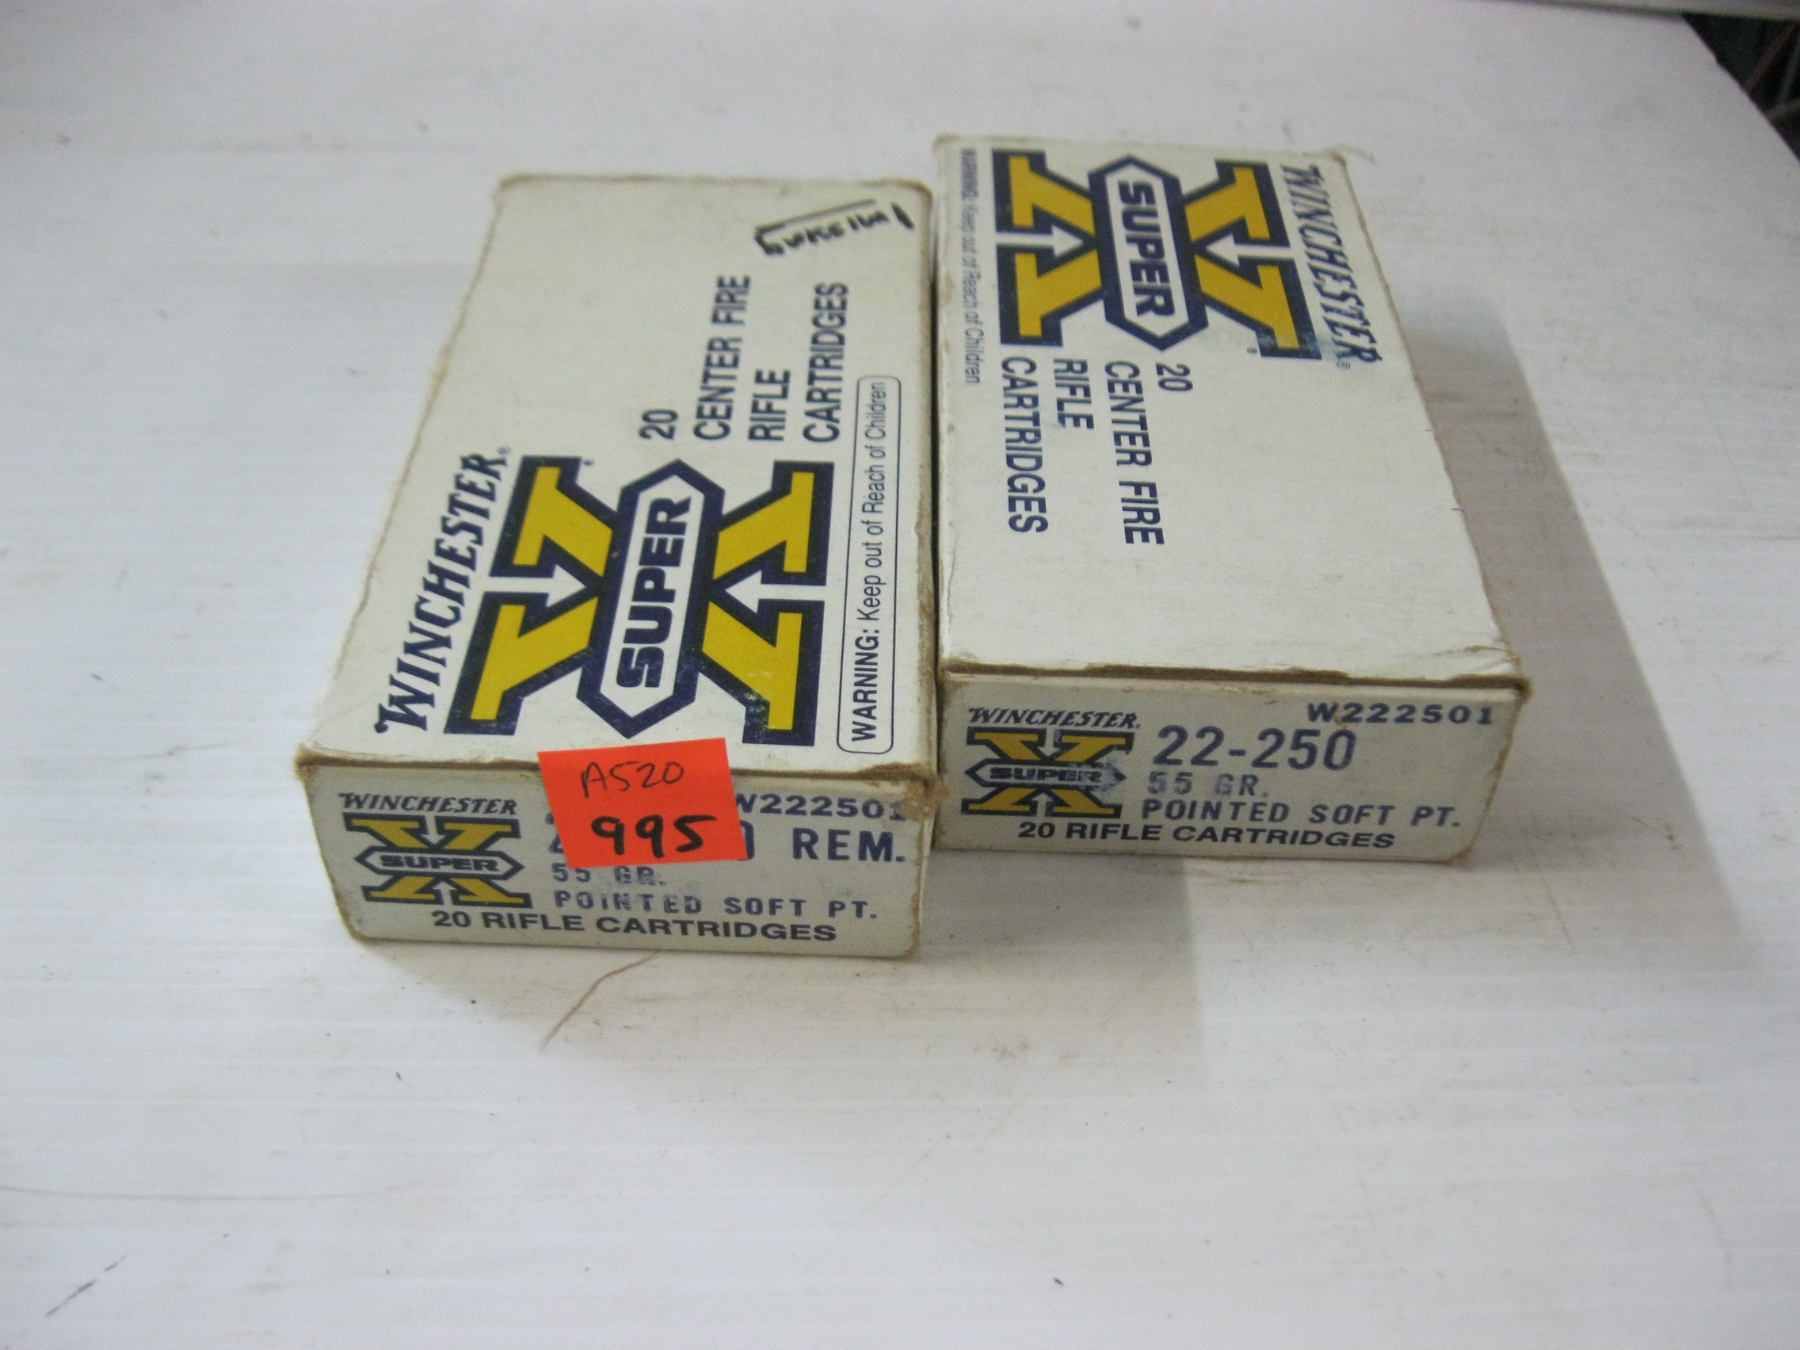 WINCHESTER®
SUPER X
20
CENTER FIRE
RIFLE
CARTRIDGES
WARNING: Keep out of Reach of Children
A520
995
WINCHESTER
SUPER X
W222501
REM.
55 GR.
POINTED SOFT PT.
20 RIFLE CARTRIDGES
WINCHESTER®
SUPER X
20
CENTER FIRE
RIFLE
CARTRIDGES
WARNING: Keep out of Reach of Children
WINCHESTER
SUPER X
W222501
22-250
55 GR.
POINTED SOFT PT.
20 RIFLE CARTRIDGES